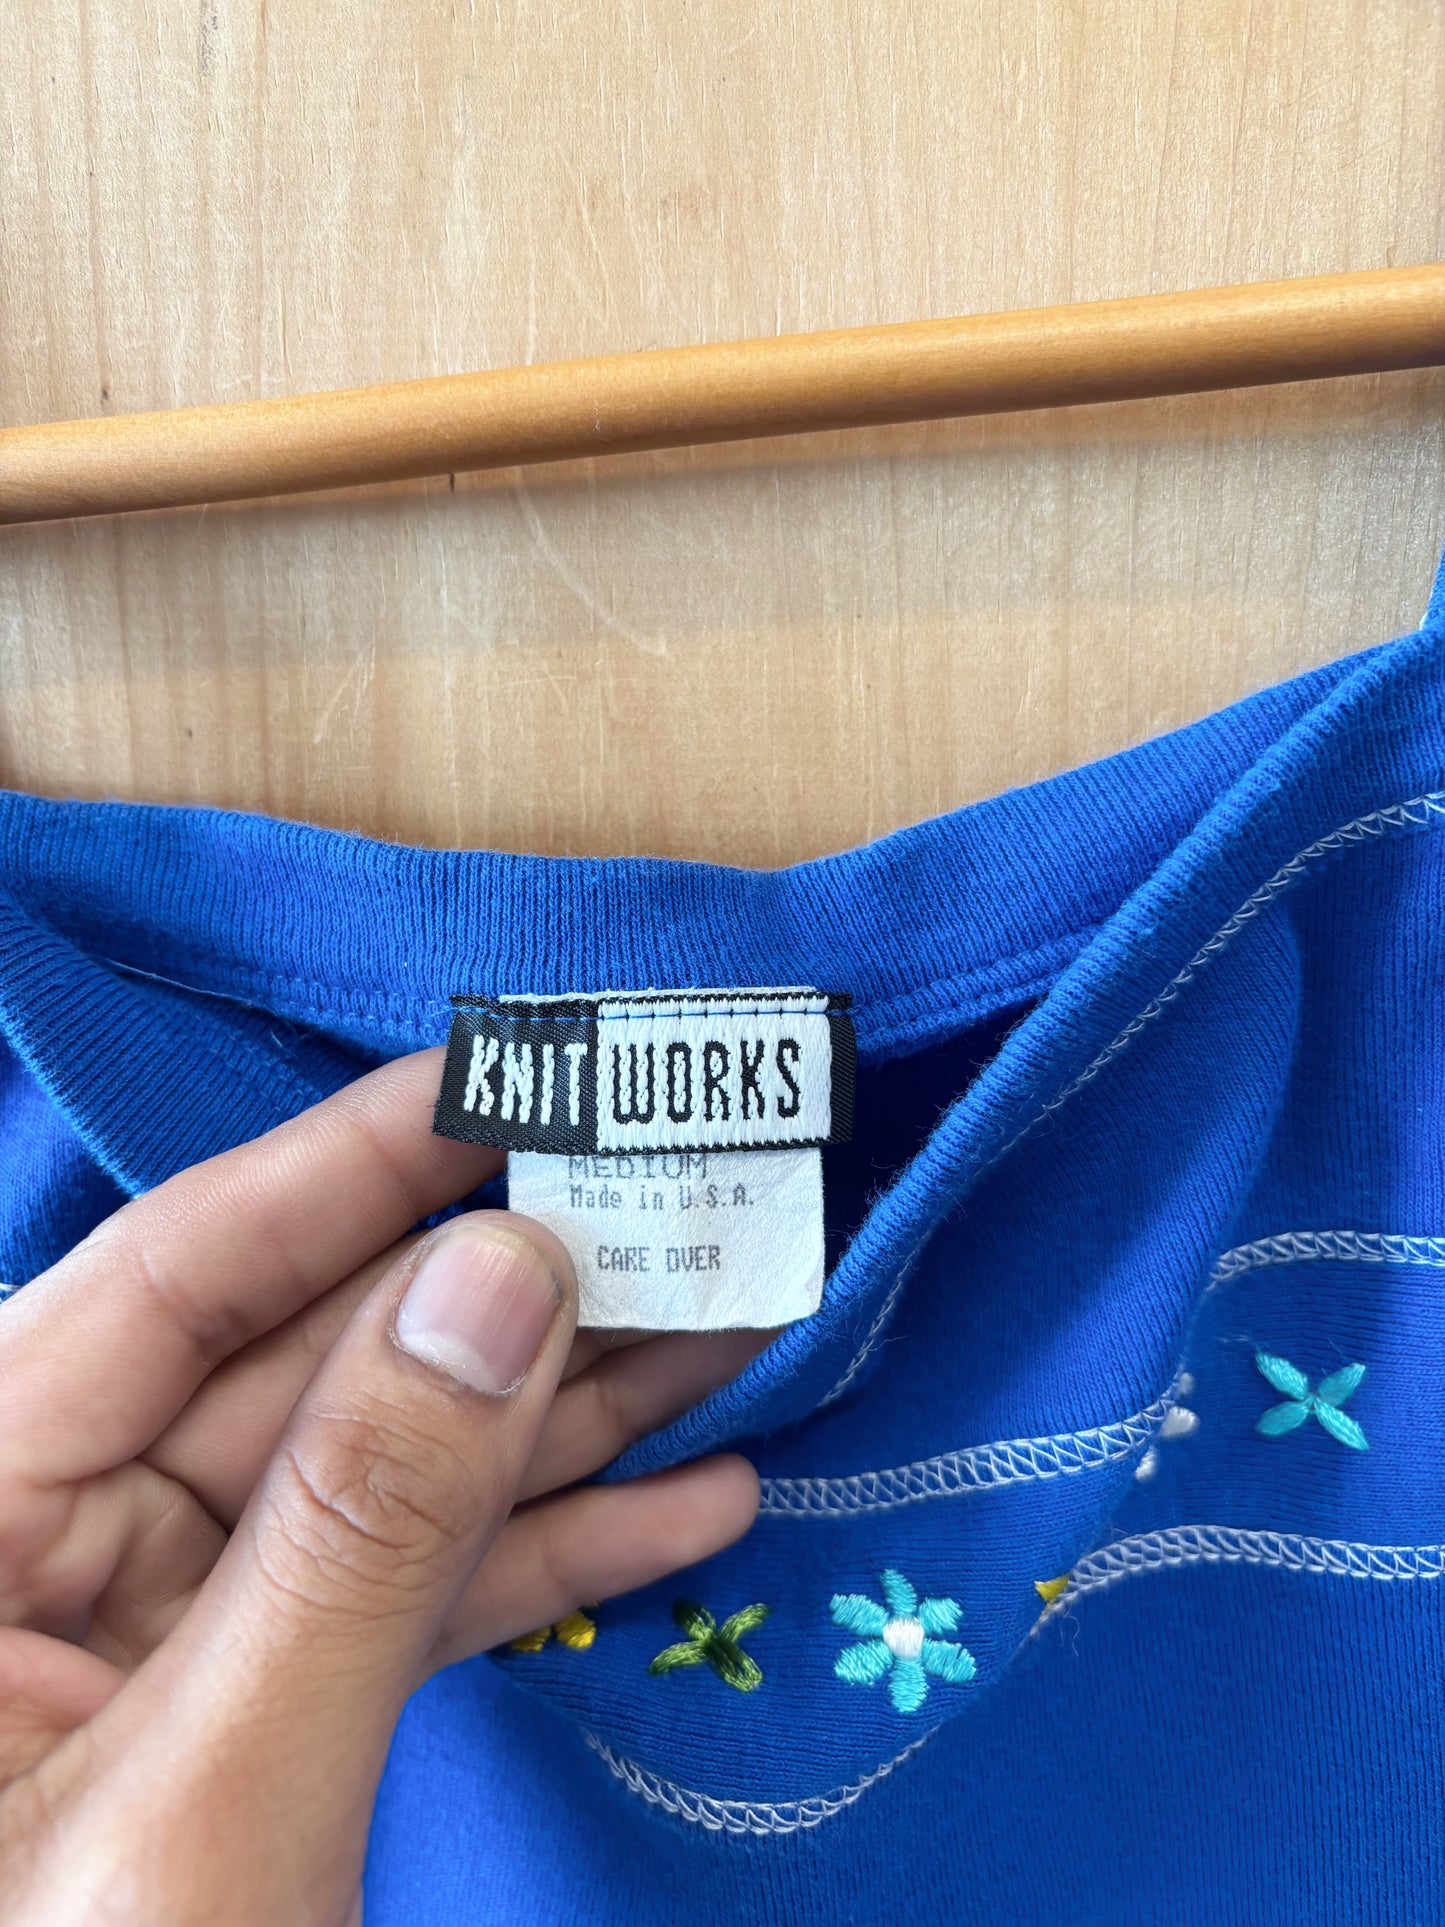 KNIT WORKS
MEDIUM
Made in U.S.A.
CARE OVER